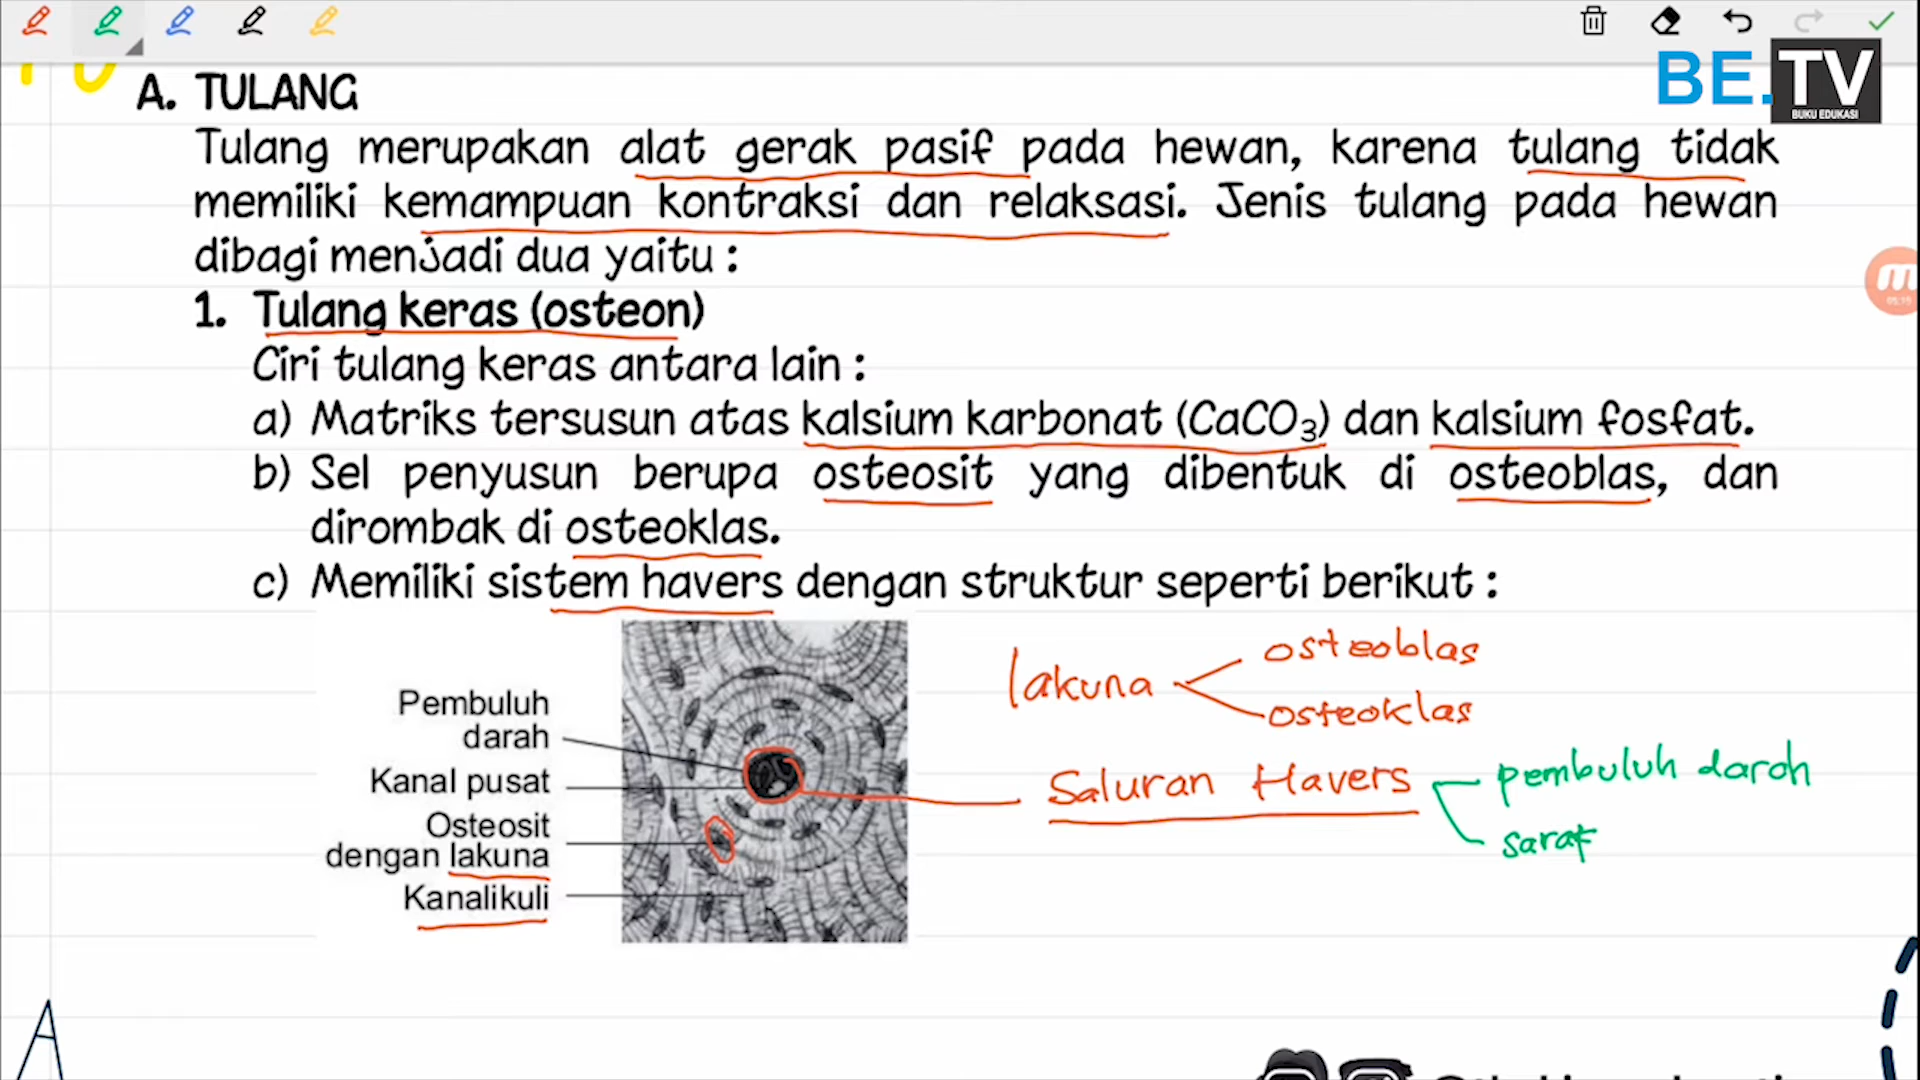 BE.TV
BUKU EDUKASI
A. TULANG
Tulang merupakan alat gerak pasif pada hewan, karena tulang tidak
memiliki kemampuan kontraksi dan relaksasi. Jenis tulang pada hewan
dibagi menjadi dua yaitu :
05:15
1. Tulang keras (osteon)
Ciri tulang keras antara lain :
a) Matriks tersusun atas kalsium karbonat (CaCO₃) dan kalsium fosfat.
b) Sel penyusun berupa osteosit yang dibentuk di osteoblas, dan
dirombak di osteoklas.
c) Memiliki sistem havers dengan struktur seperti berikut :
Pembuluh
darah
Kanal pusat
Osteosit
dengan lakuna
Kanalikuli
lakuna
osteoblas
osteoklas
Saluran Havers
pembuluh daroh
saraf
A